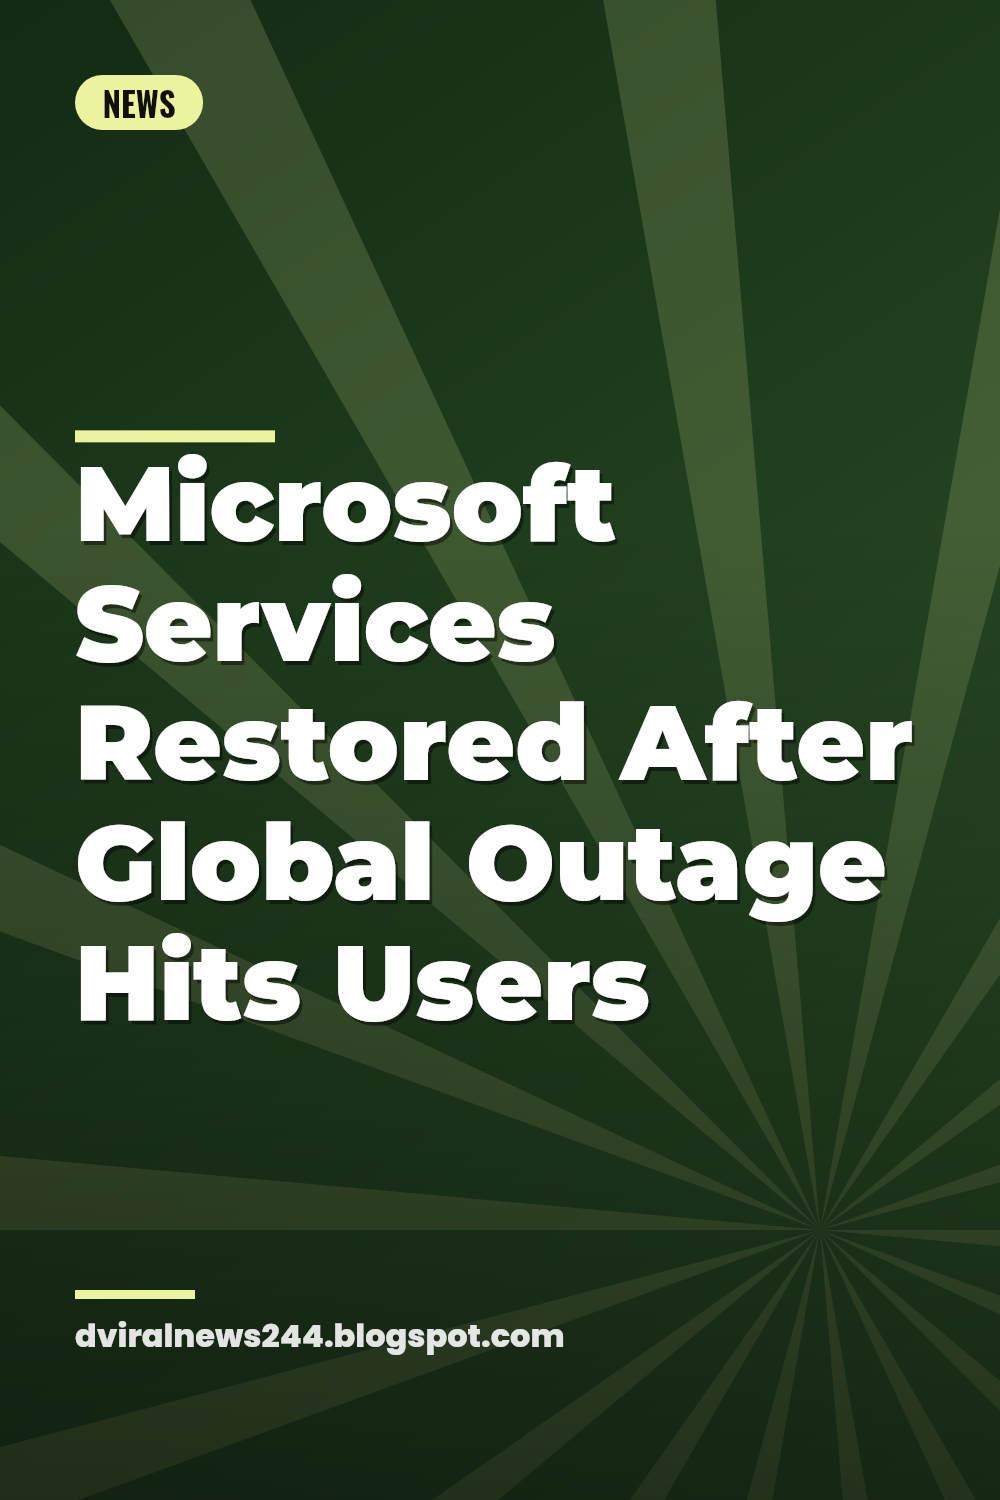 NEWS
Microsoft
Services
Restored After
Global Outage
Hits Users
dviralnews244.blogspot.com